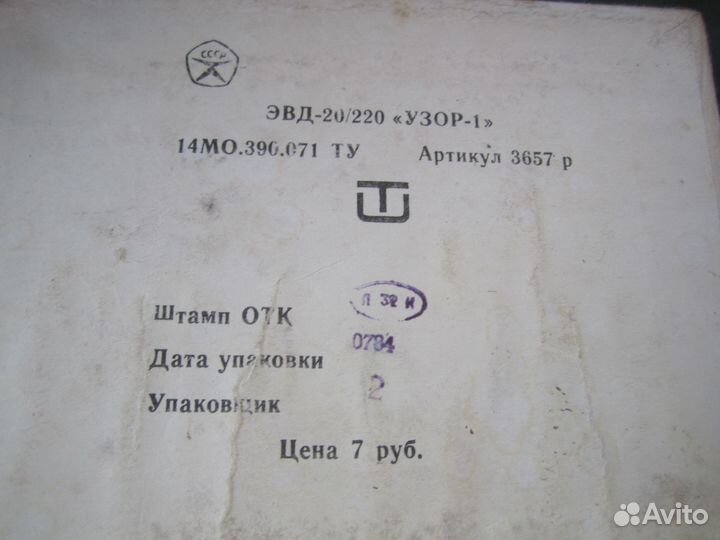 СССР
ЭВД-20/220 «УЗОР-1»
14МО.390.071 ТУ Артикул 3657 р
Штамп ОТК
Дата упаковки 0784
Упаковщик 2
Цена 7 руб.
Avito